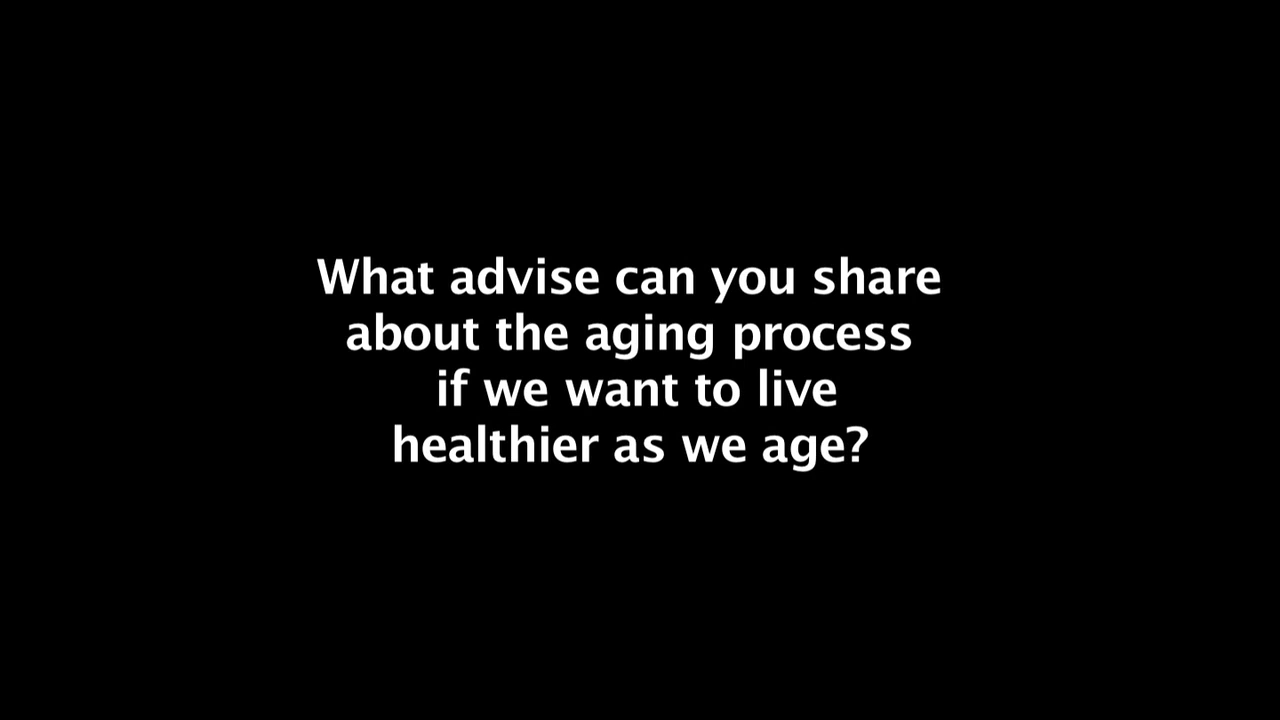 What advise can you share
about the aging process
if we want to live
healthier as we age?